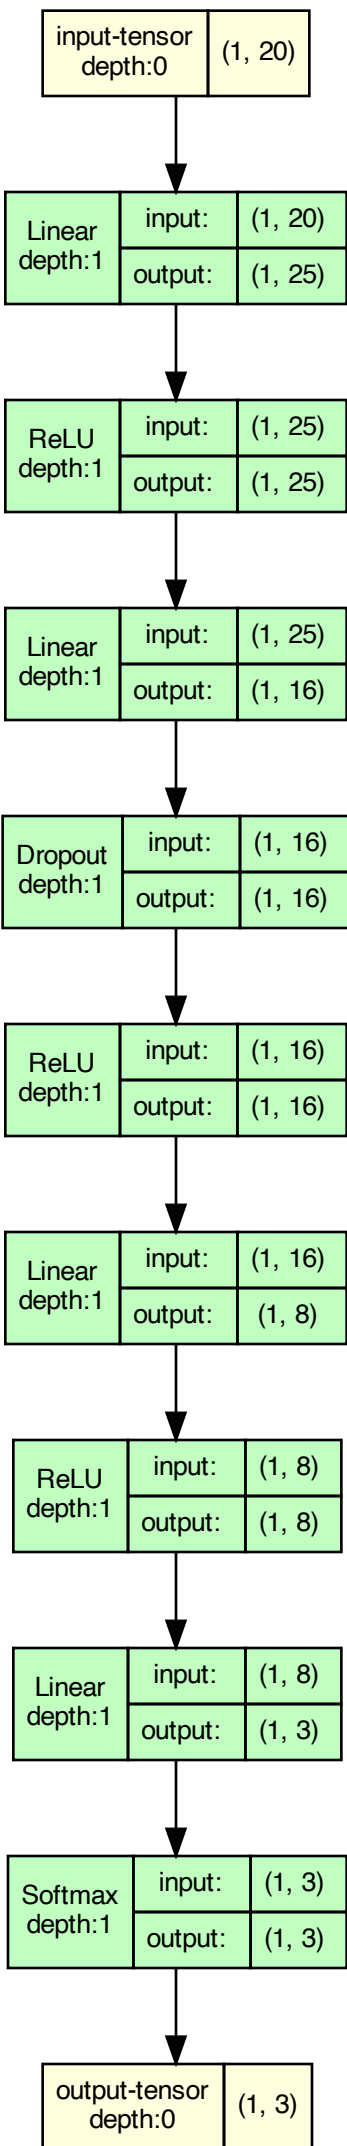 input-tensor
depth:0
(1, 20)
Linear
depth:1
input:
(1, 20)
output:
(1, 25)
ReLU
depth:1
input:
(1, 25)
output:
(1, 25)
Linear
depth:1
input:
(1, 25)
output:
(1, 16)
Dropout
depth:1
input:
(1, 16)
output:
(1, 16)
ReLU
depth:1
input:
(1, 16)
output:
(1, 16)
Linear
depth:1
input:
(1, 16)
output:
(1, 8)
ReLU
depth:1
input:
(1, 8)
output:
(1, 8)
Linear
depth:1
input:
(1, 8)
output:
(1, 3)
Softmax
depth:1
input:
(1, 3)
output:
(1, 3)
output-tensor
depth:0
(1, 3)